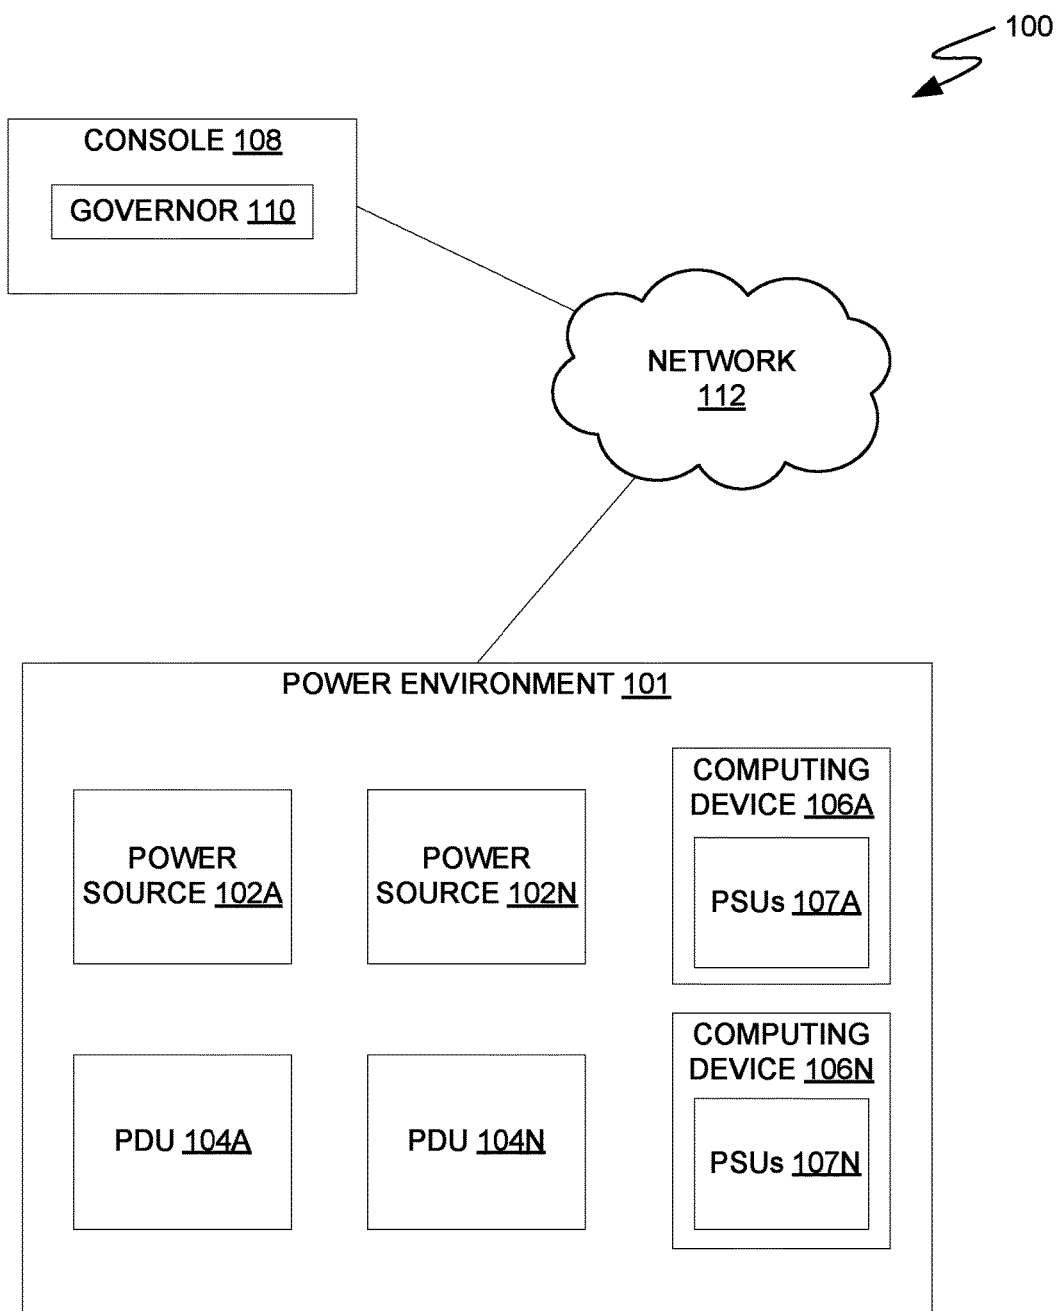 100
CONSOLE 108
GOVERNOR 110
NETWORK
112
POWER ENVIRONMENT 101
POWER
SOURCE 102A
POWER
SOURCE 102N
COMPUTING
DEVICE 106A
PSUs 107A
PDU 104A
PDU 104N
COMPUTING
DEVICE 106N
PSUs 107N